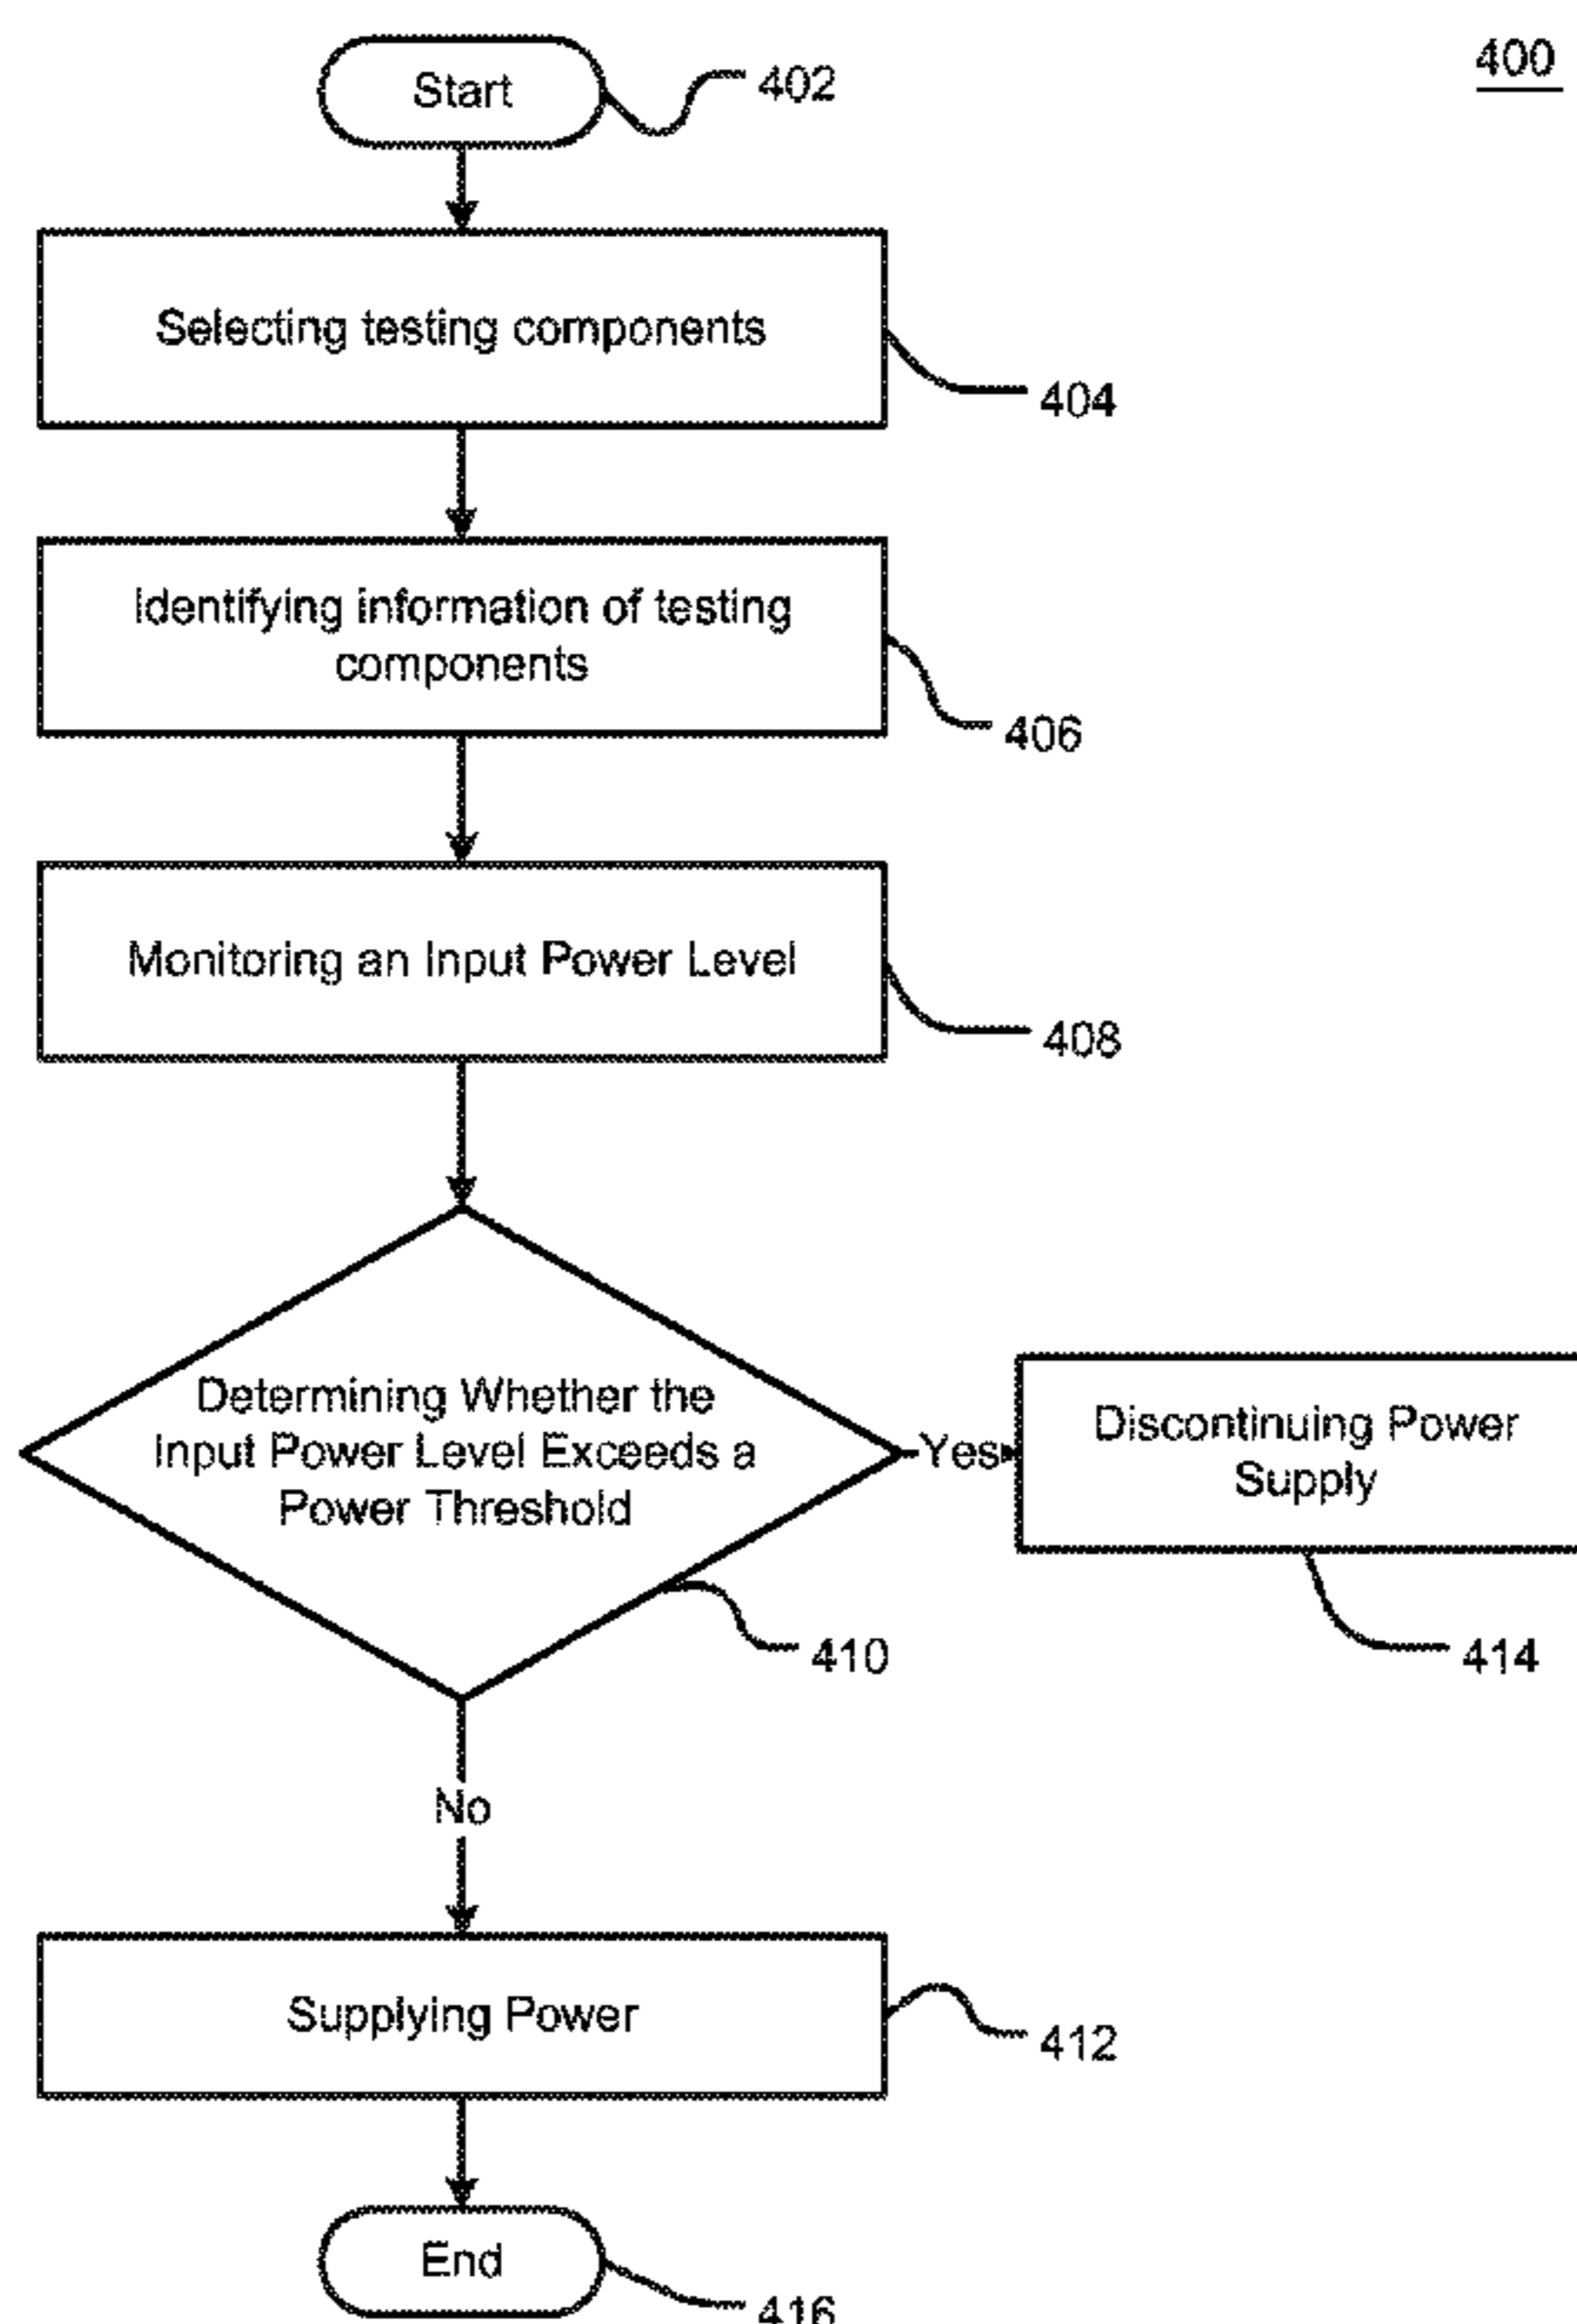 400
Start
402
Selecting testing components
404
Identifying information of testing
components
406
Monitoring an Input Power Level
408
Determining Whether the
Input Power Level Exceeds a
Power Threshold
Yes
Discontinuing Power
Supply
410
414
No
Supplying Power
412
End
416